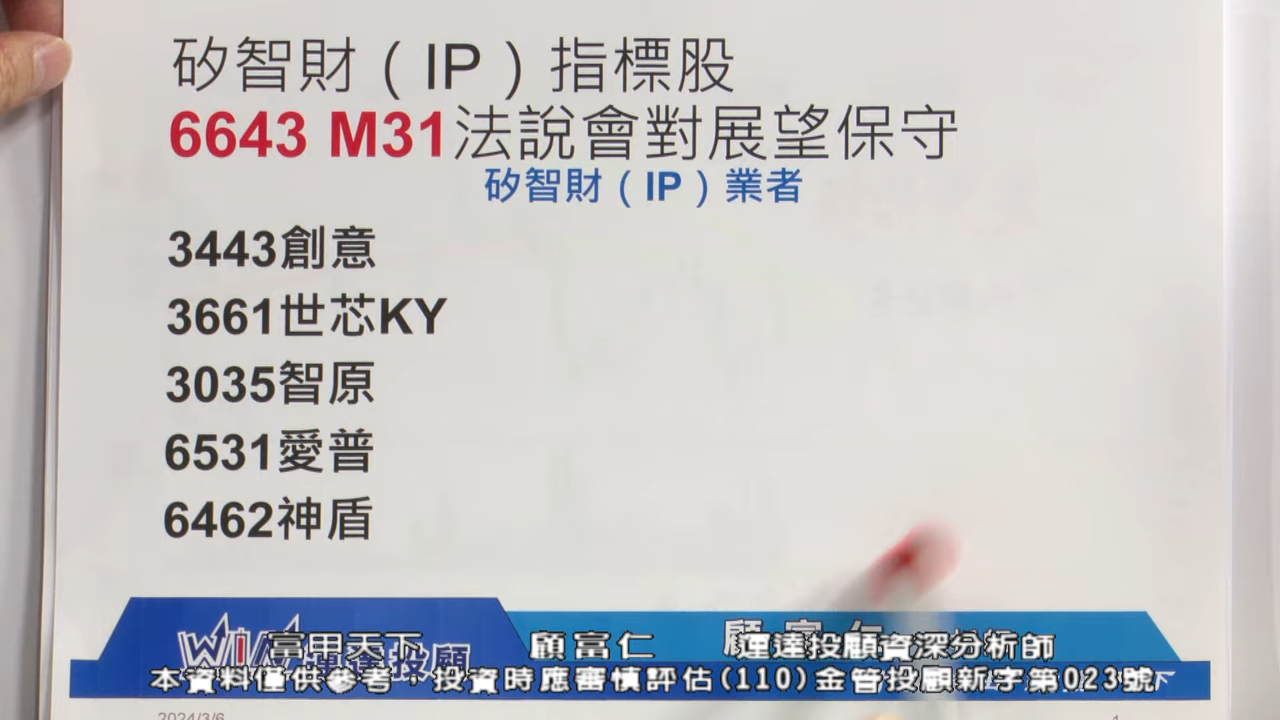 矽智財（IP）指標股
6643 M31法說會對展望保守
矽智財（IP）業者
3443創意
3661世芯KY
3035智原
6531愛普
6462神盾
WIN 運達投顧
富甲天下 顧富仁 運達投顧資深分析師
本資料僅供參考，投資時應審慎評估(110)金管投顧新字第023號
2024/3/6